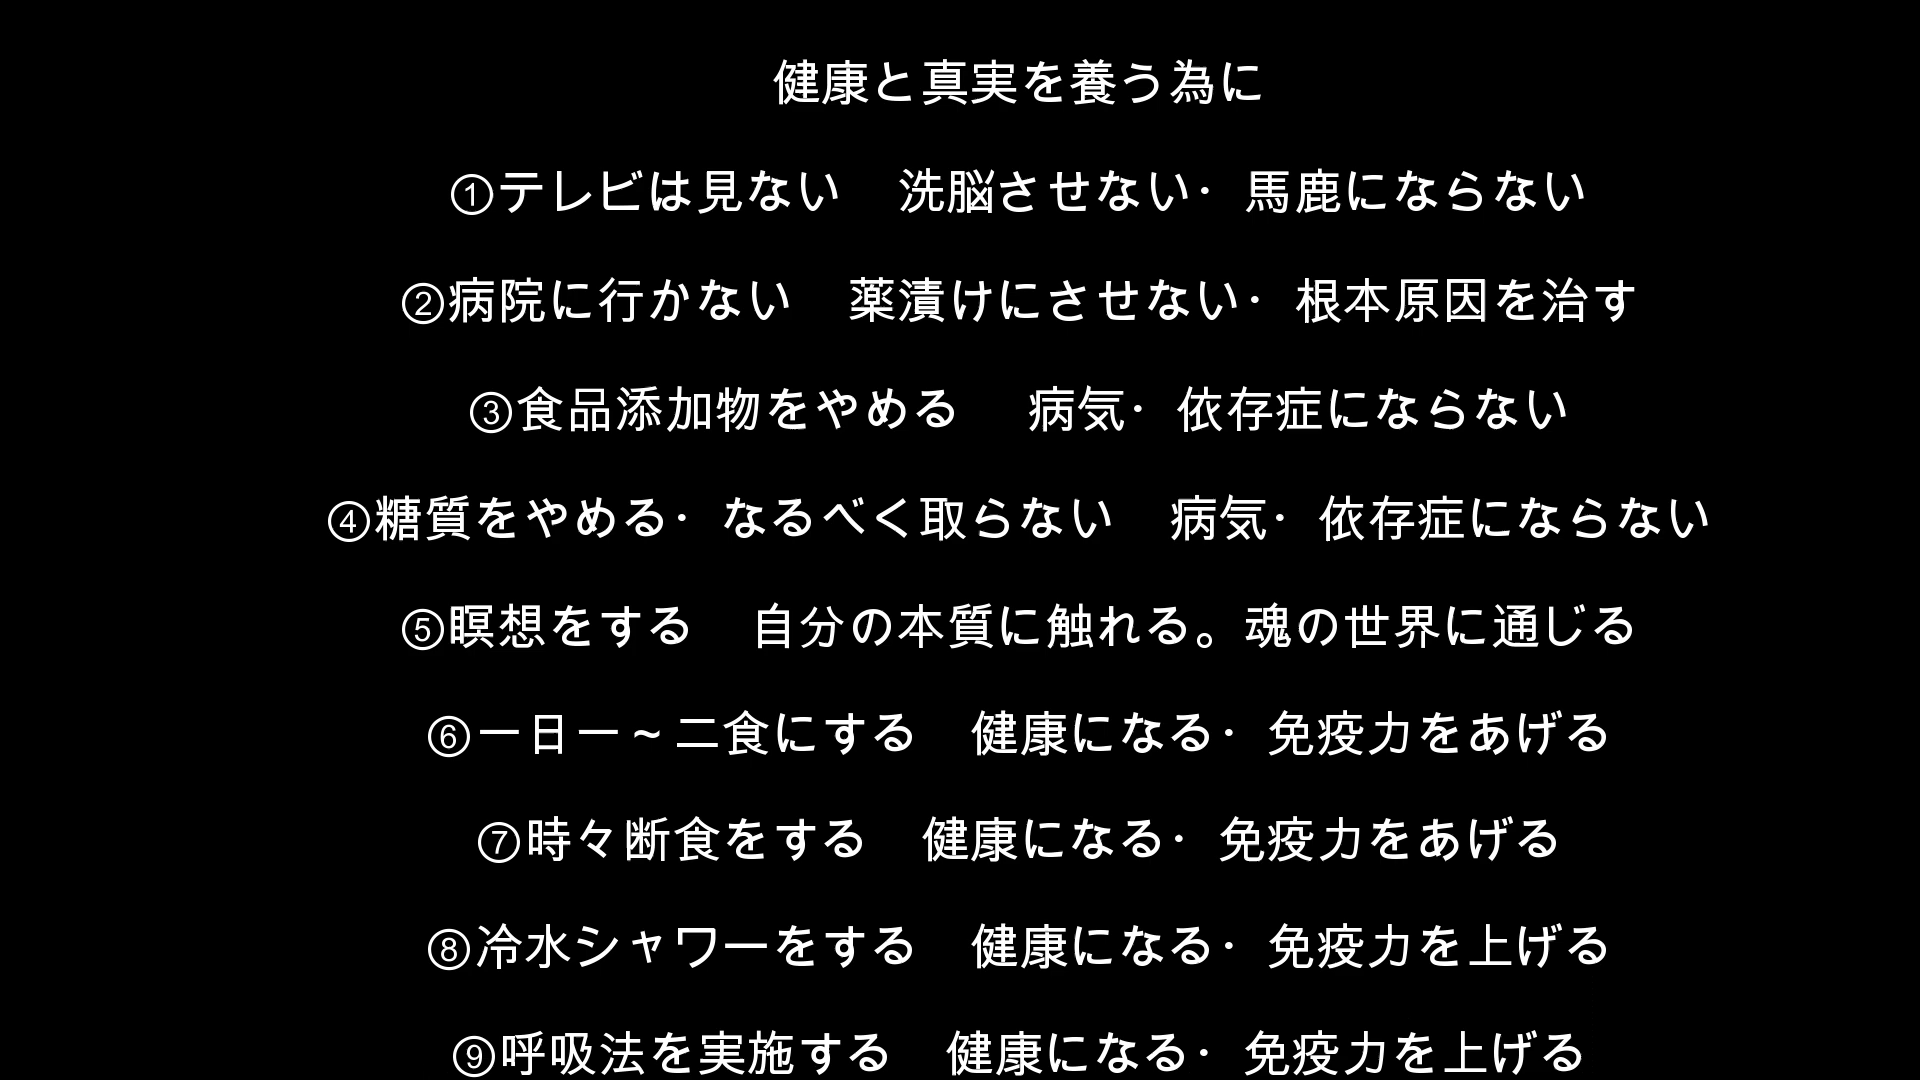 健康と真実を養う為に
①テレビは見ない　洗脳させない・馬鹿にならない
②病院に行かない　薬漬けにさせない・根本原因を治す
③食品添加物をやめる　病気・依存症にならない
④糖質をやめる・なるべく取らない　病気・依存症にならない
⑤瞑想をする　自分の本質に触れる。魂の世界に通じる
⑥一日一~二食にする　健康になる・免疫力をあげる
⑦時々断食をする　健康になる・免疫力をあげる
⑧冷水シャワーをする　健康になる・免疫力を上げる
⑨呼吸法を実施する　健康になる・免疫力を上げる